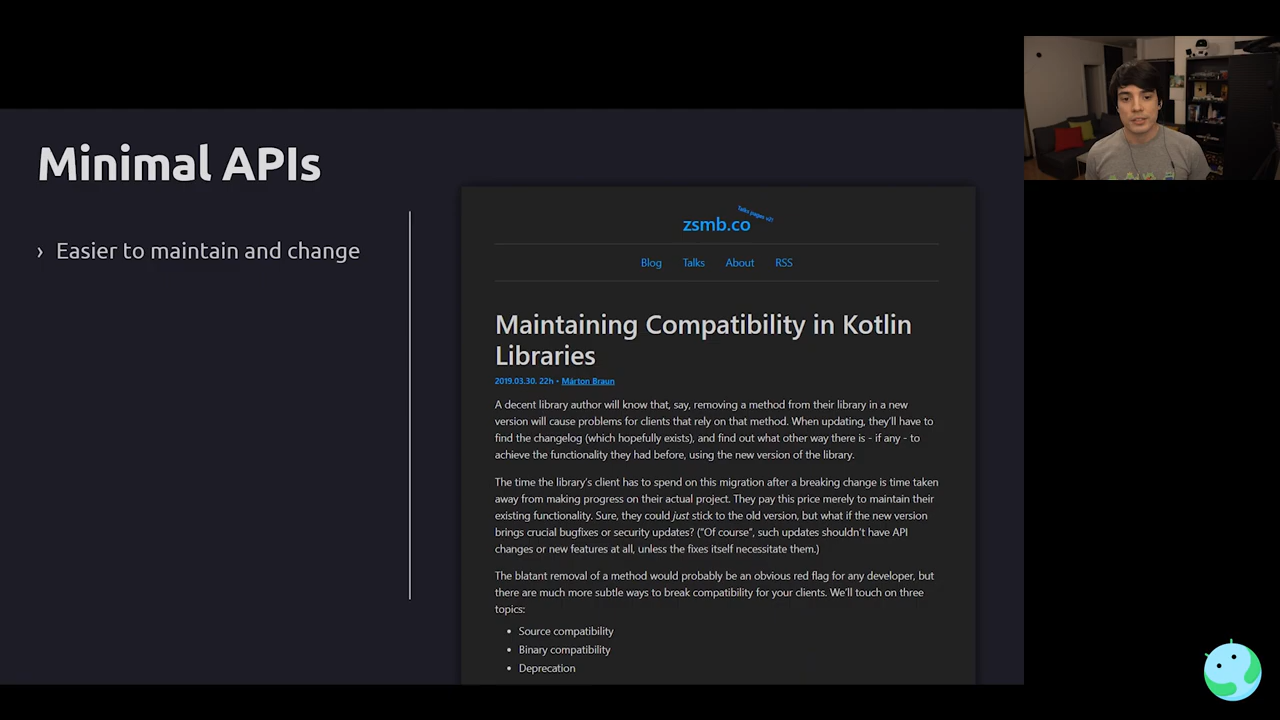 Minimal APIs
› Easier to maintain and change
Talks pages v2!
zsmb.co
Blog Talks About RSS
Maintaining Compatibility in Kotlin
Libraries
2019.03.30. 22h • Márton Braun
A decent library author will know that, say, removing a method from their library in a new
version will cause problems for clients that rely on that method. When updating, they'll have to
find the changelog (which hopefully exists), and find out what other way there is - if any - to
achieve the functionality they had before, using the new version of the library.
The time the library's client has to spend on this migration after a breaking change is time taken
away from making progress on their actual project. They pay this price merely to maintain their
existing functionality. Sure, they could just stick to the old version, but what if the new version
brings crucial bugfixes or security updates? ("Of course", such updates shouldn't have API
changes or new features at all, unless the fixes itself necessitate them.)
The blatant removal of a method would probably be an obvious red flag for any developer, but
there are much more subtle ways to break compatibility for your clients. We'll touch on three
topics:
• Source compatibility
• Binary compatibility
• Deprecation